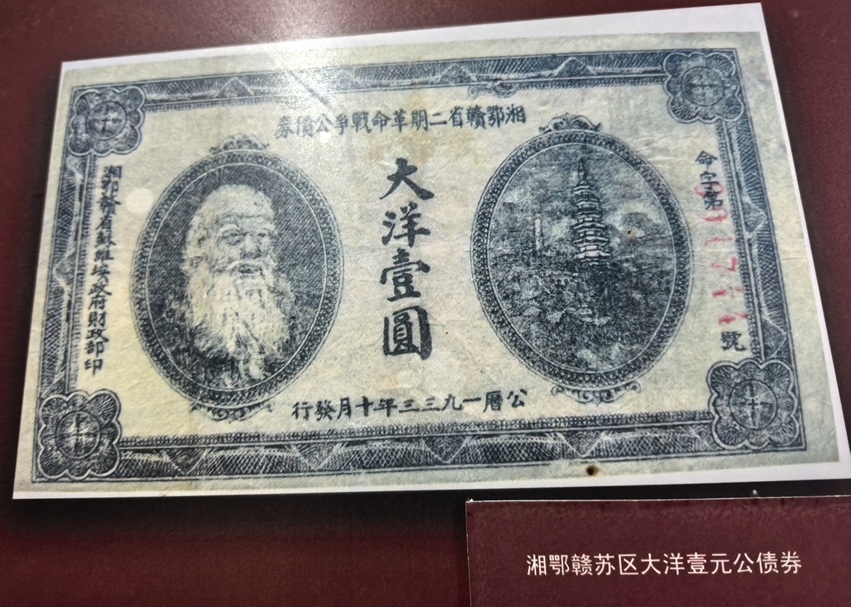 湘鄂贛省二期革命戰爭公債券
命字第
號
大洋壹圓
湘鄂贛省蘇維埃政府財政部印
公曆一九三三年十月發行
湘鄂赣苏区大洋壹元公债券